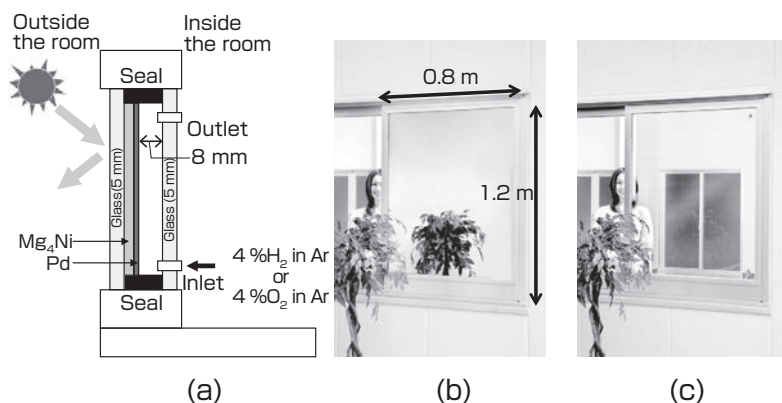 Outside
the room
Inside
the room
Seal
Outlet
8 mm
Glass(5 mm)
Glass (5 mm)
Mg₄Ni
Pd
Inlet
4 %H₂ in Ar
or
4 %O₂ in Ar
Seal
0.8 m
1.2 m
(a)
(b)
(c)